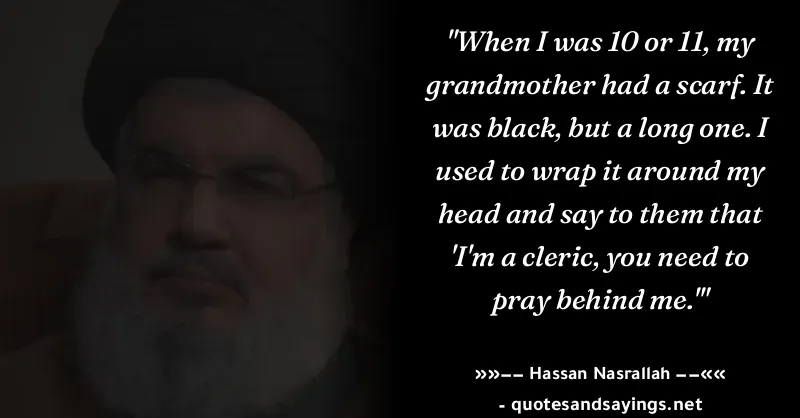 "When I was 10 or 11, my
grandmother had a scarf. It
was black, but a long one. I
used to wrap it around my
head and say to them that
'I'm a cleric, you need to
pray behind me.'"
»»−− Hassan Nasrallah −−««
- quotesandsayings.net